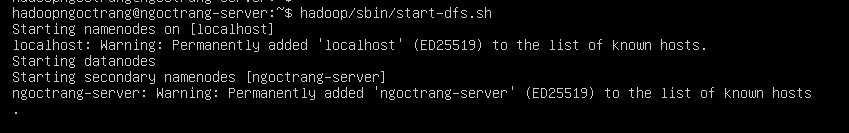 hadoopngoctrang@ngoctrang-server:~$ hadoop/sbin/start-dfs.sh
Starting namenodes on [localhost]
localhost: Warning: Permanently added 'localhost' (ED25519) to the list of known hosts.
Starting datanodes
Starting secondary namenodes [ngoctrang-server]
ngoctrang-server: Warning: Permanently added 'ngoctrang-server' (ED25519) to the list of known hosts
.